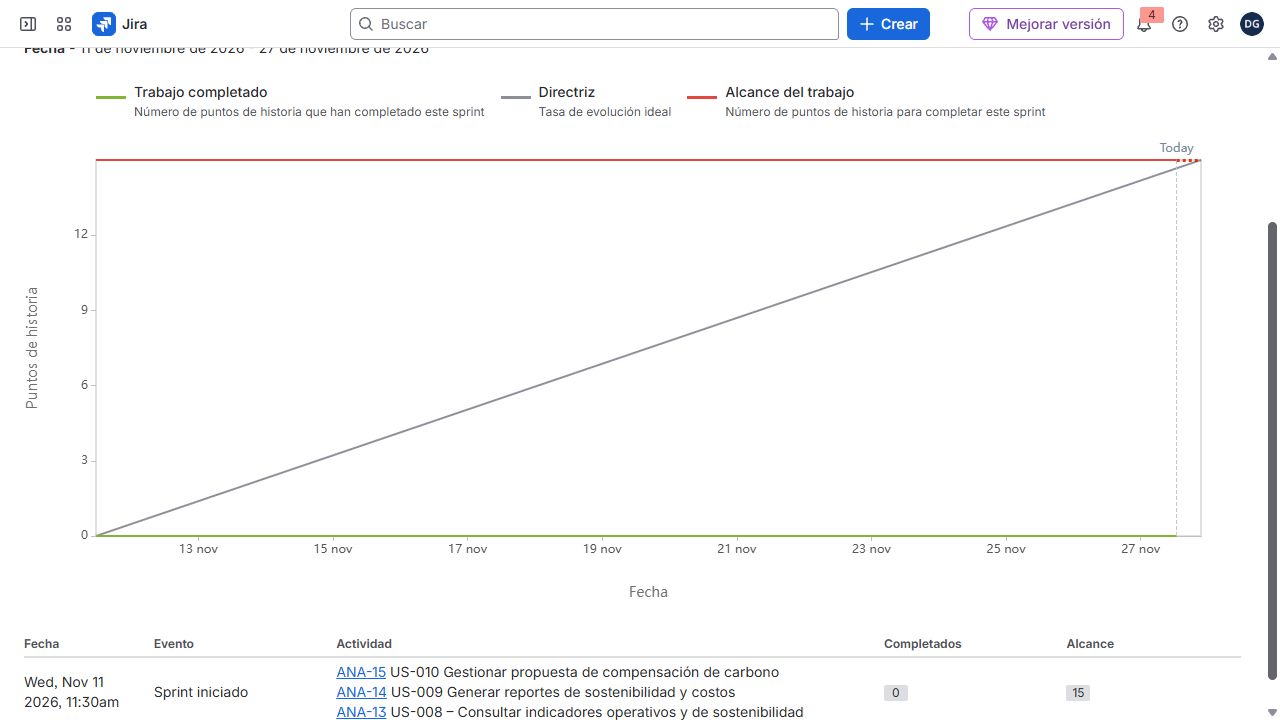 Jira
Buscar
Crear
Mejorar versión
4
DG
Fecha - 11 de noviembre de 2026 - 27 de noviembre de 2026
Trabajo completado
Número de puntos de historia que han completado este sprint
Directriz
Tasa de evolución ideal
Alcance del trabajo
Número de puntos de historia para completar este sprint
Today
12
9
6
3
0
Puntos de historia
13 nov 15 nov 17 nov 19 nov 21 nov 23 nov 25 nov 27 nov
Fecha
Fecha Evento Actividad Completados Alcance
Wed, Nov 11
2026, 11:30am
Sprint iniciado
ANA-15 US-010 Gestionar propuesta de compensación de carbono
ANA-14 US-009 Generar reportes de sostenibilidad y costos
ANA-13 US-008 – Consultar indicadores operativos y de sostenibilidad
0
15